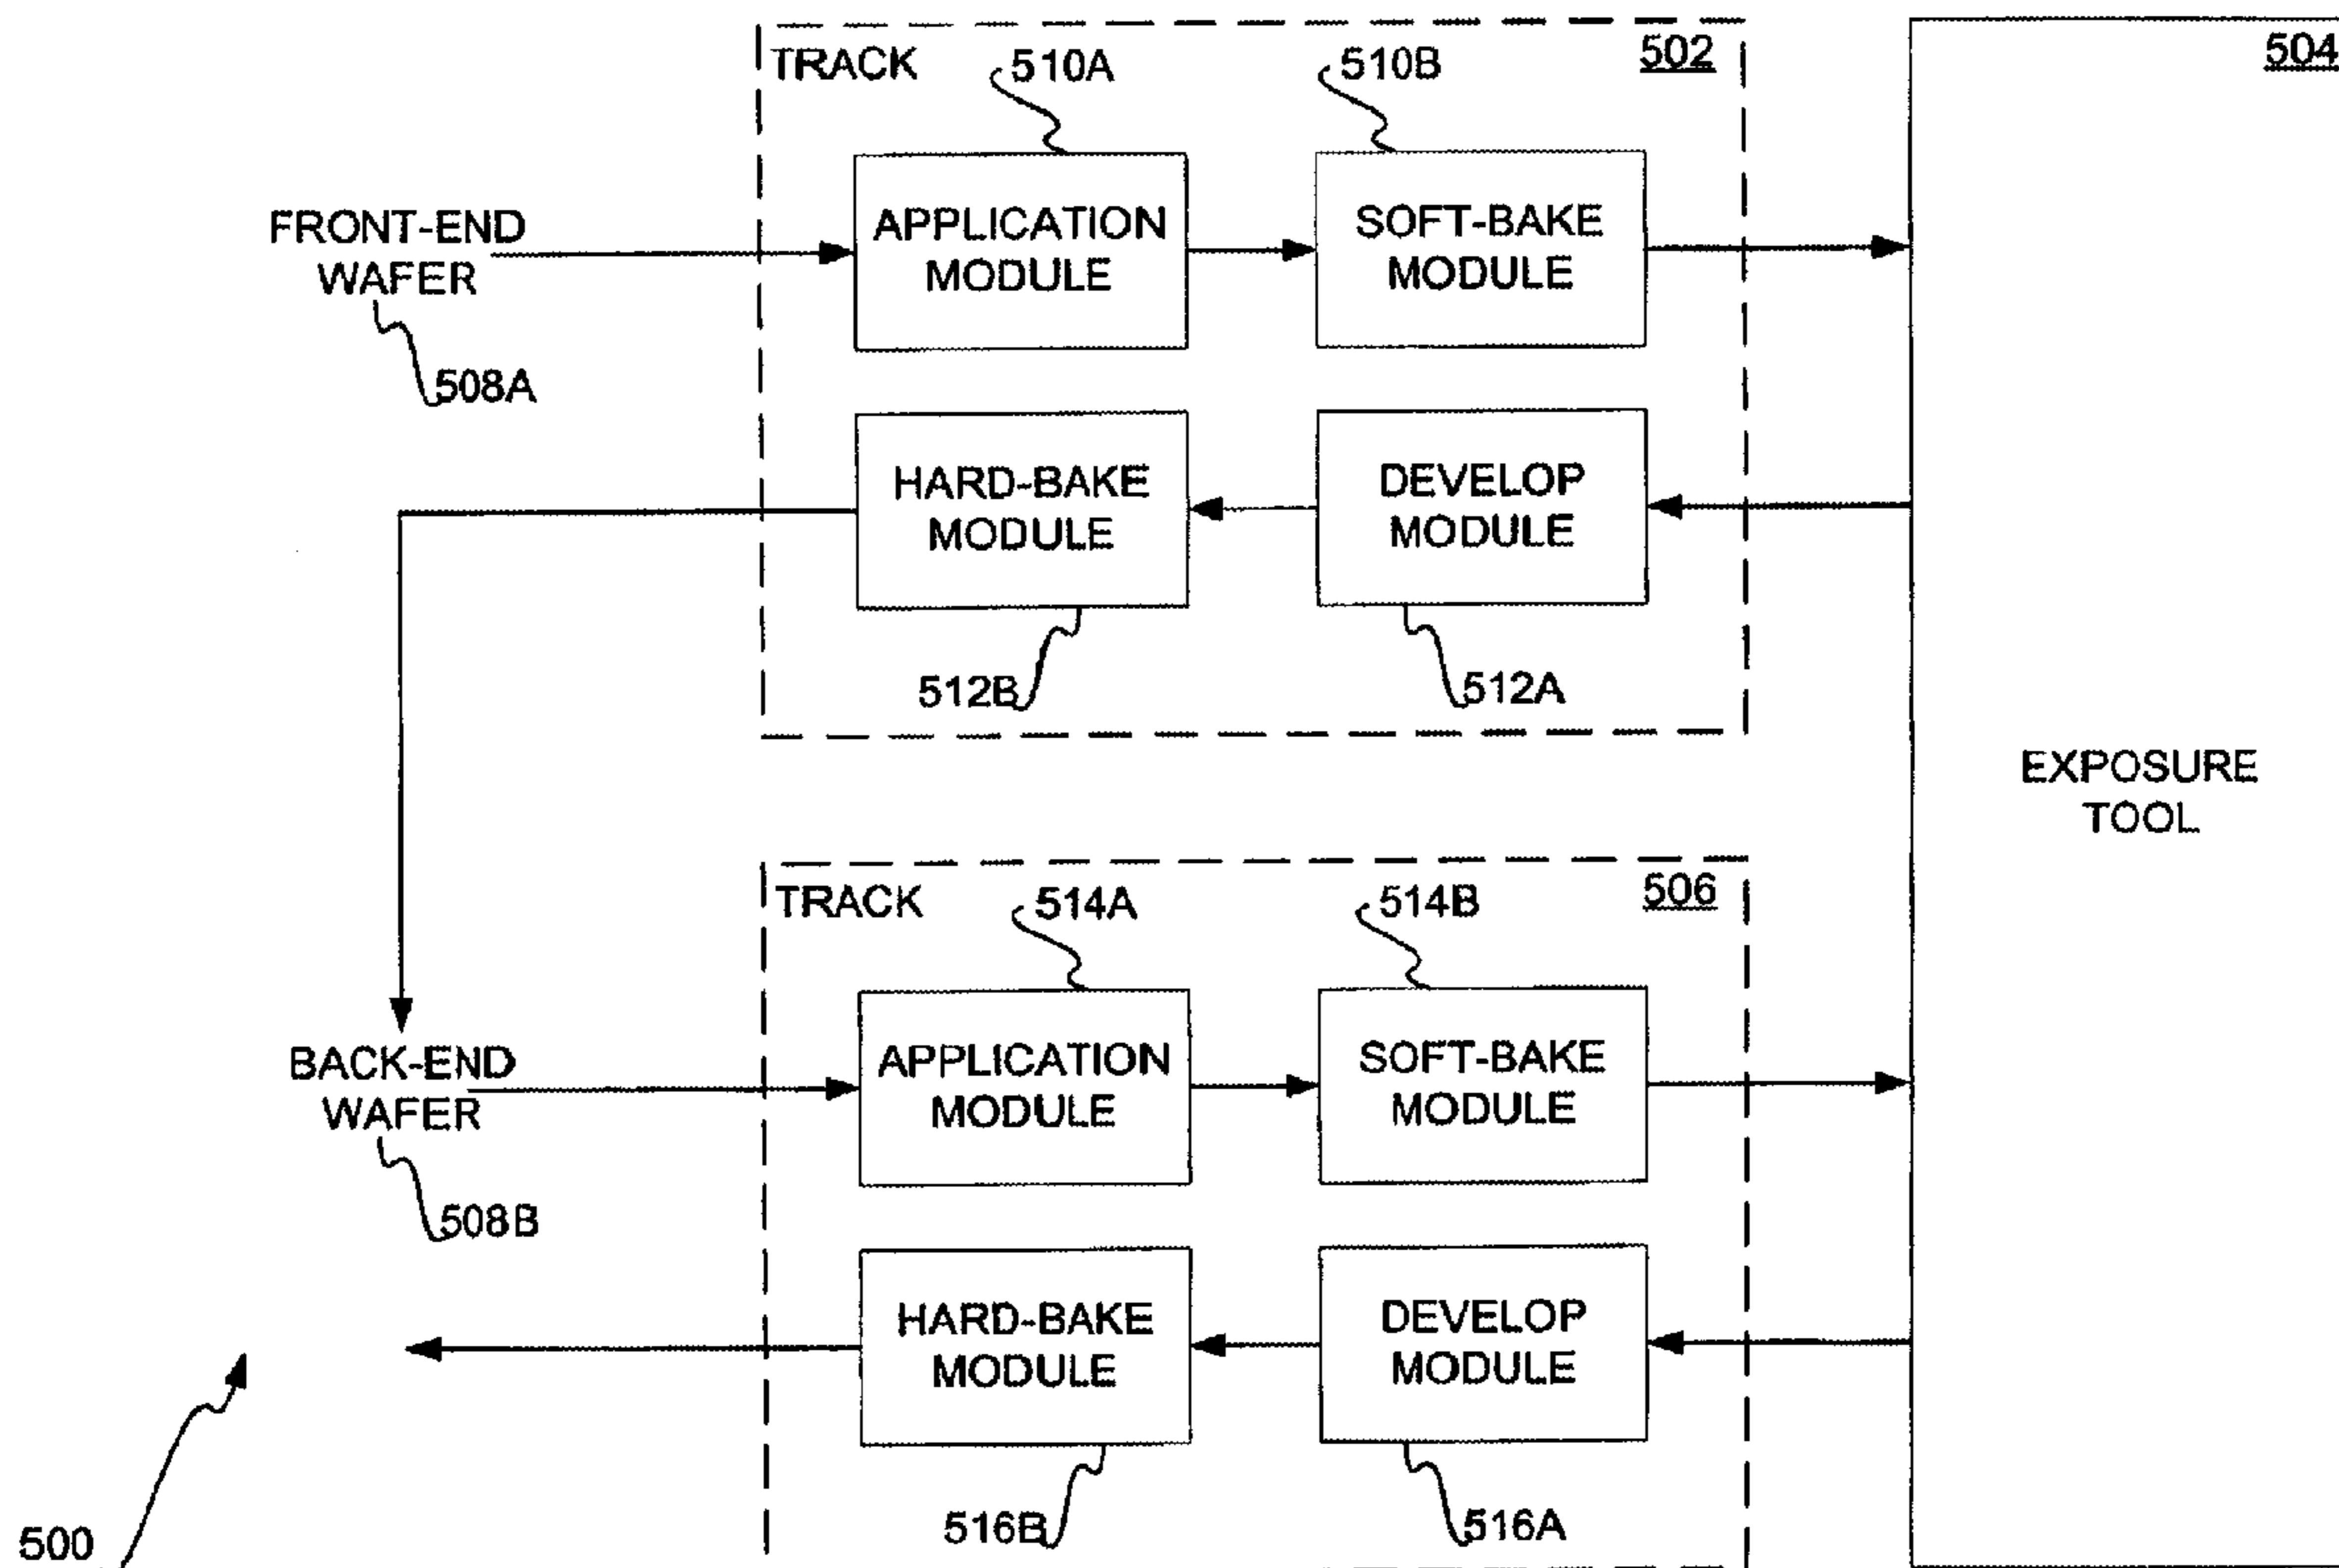 TRACK
510A
510B
502
504
APPLICATION
MODULE
SOFT-BAKE
MODULE
FRONT-END
WAFER
508A
HARD-BAKE
MODULE
DEVELOP
MODULE
512B
512A
EXPOSURE
TOOL
TRACK
514A
514B
506
APPLICATION
MODULE
SOFT-BAKE
MODULE
BACK-END
WAFER
508B
HARD-BAKE
MODULE
DEVELOP
MODULE
516B
516A
500